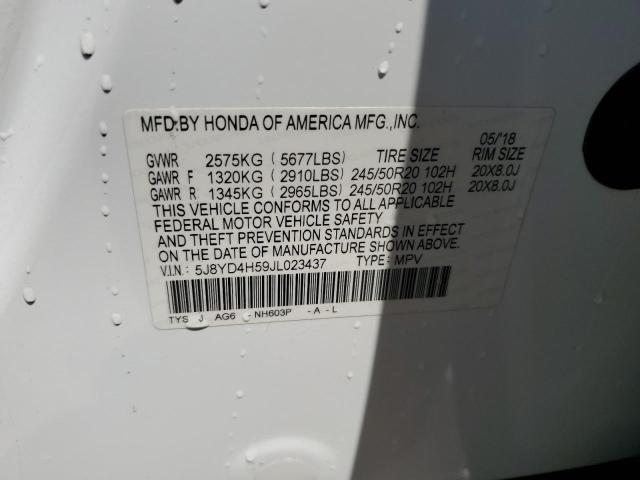 MFD.BY HONDA OF AMERICA MFG.,INC.
05/'18
GVWR 2575KG ( 5677LBS) TIRE SIZE RIM SIZE
GAWR F 1320KG ( 2910LBS) 245/50R20 102H 20X8.0J
GAWR R 1345KG ( 2965LBS) 245/50R20 102H 20X8.0J
THIS VEHICLE CONFORMS TO ALL APPLICABLE
FEDERAL MOTOR VEHICLE SAFETY
AND THEFT PREVENTION STANDARDS IN EFFECT
ON THE DATE OF MANUFACTURE SHOWN ABOVE.
V.I.N.: 5J8YD4H59JL023437 TYPE: MPV
TYS J AG6 - NH603P - A - L